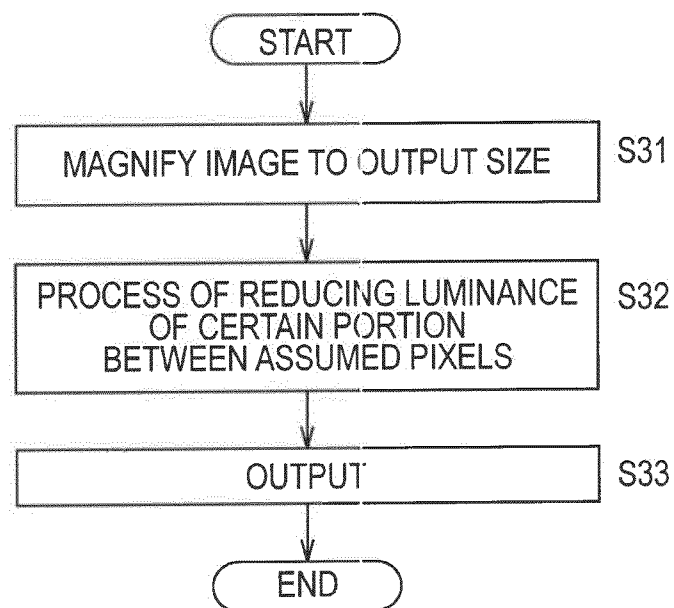 START
MAGNIFY IMAGE TO OUTPUT SIZE
S31
PROCESS OF REDUCING LUMINANCE
OF CERTAIN PORTION
BETWEEN ASSUMED PIXELS
S32
OUTPUT
S33
END